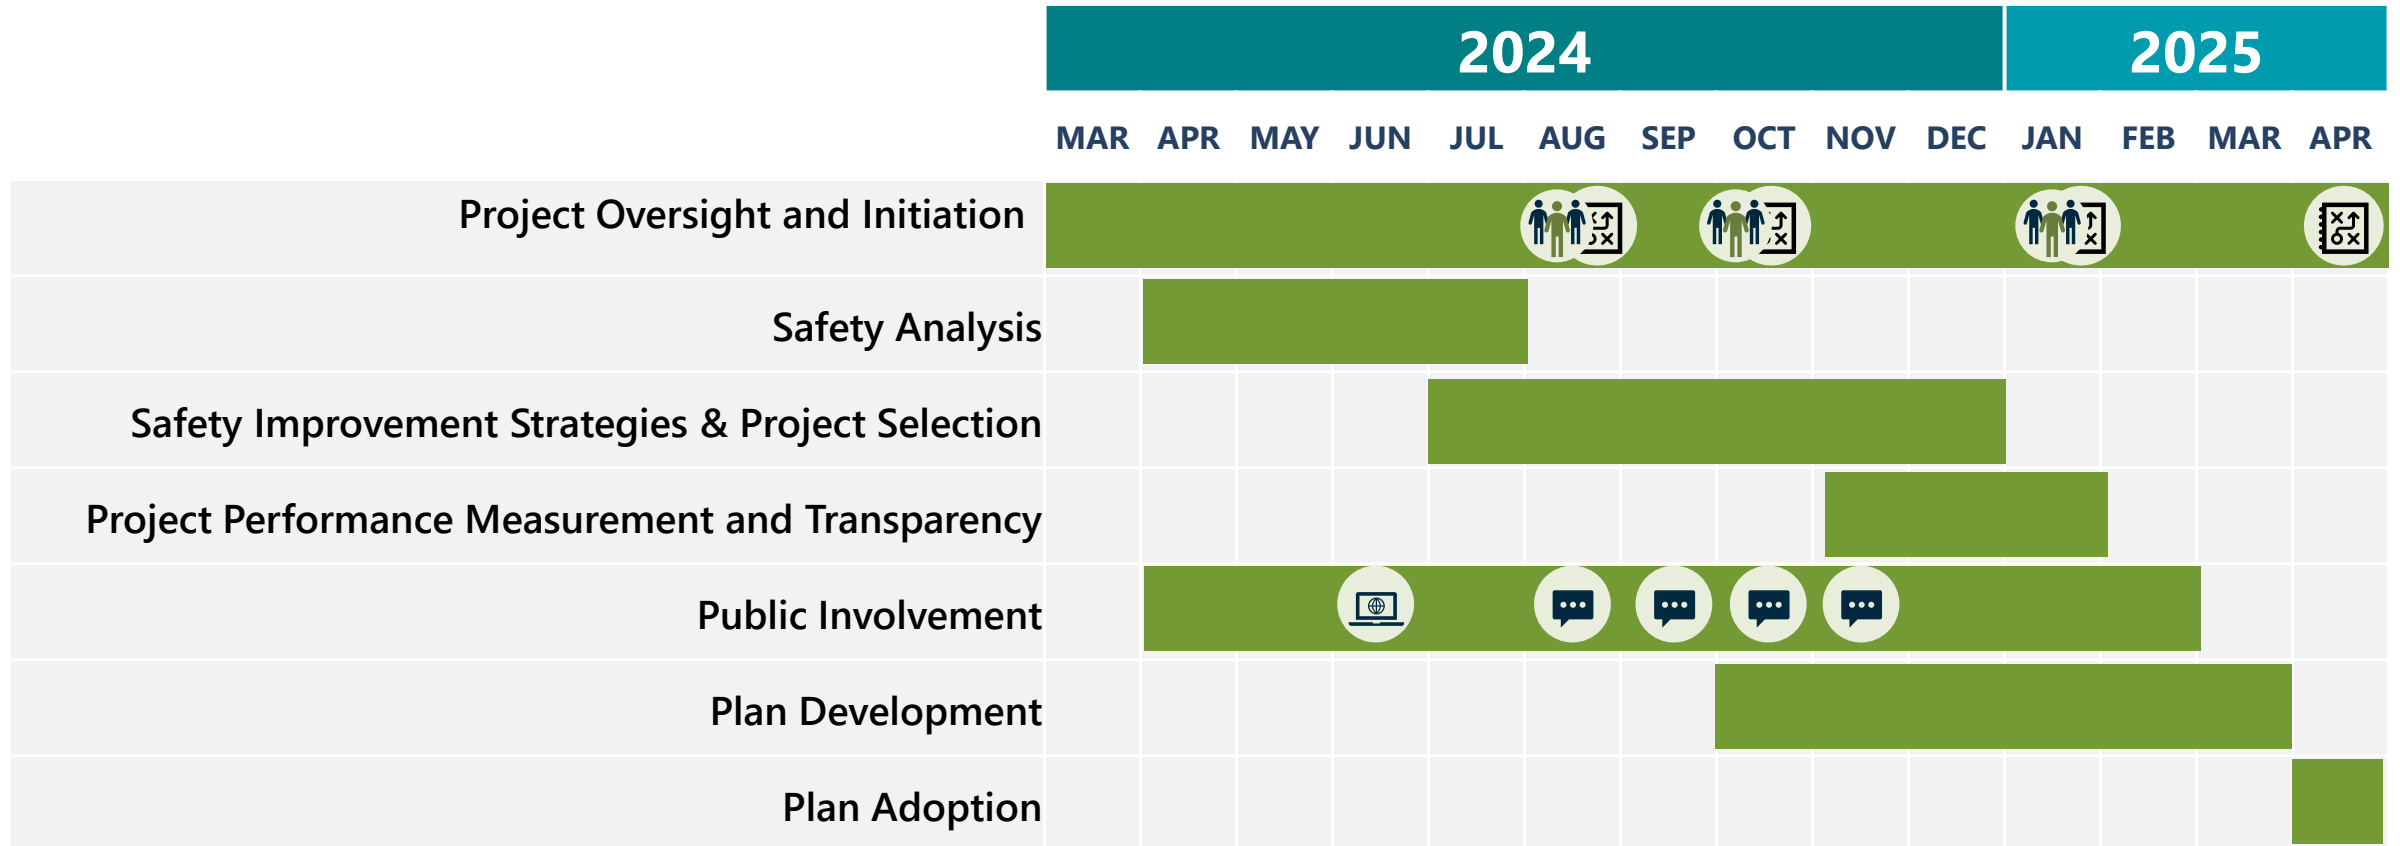 2024 2025
MAR APR MAY JUN JUL AUG SEP OCT NOV DEC JAN FEB MAR APR
Project Oversight and Initiation
Safety Analysis
Safety Improvement Strategies & Project Selection
Project Performance Measurement and Transparency
Public Involvement
Plan Development
Plan Adoption